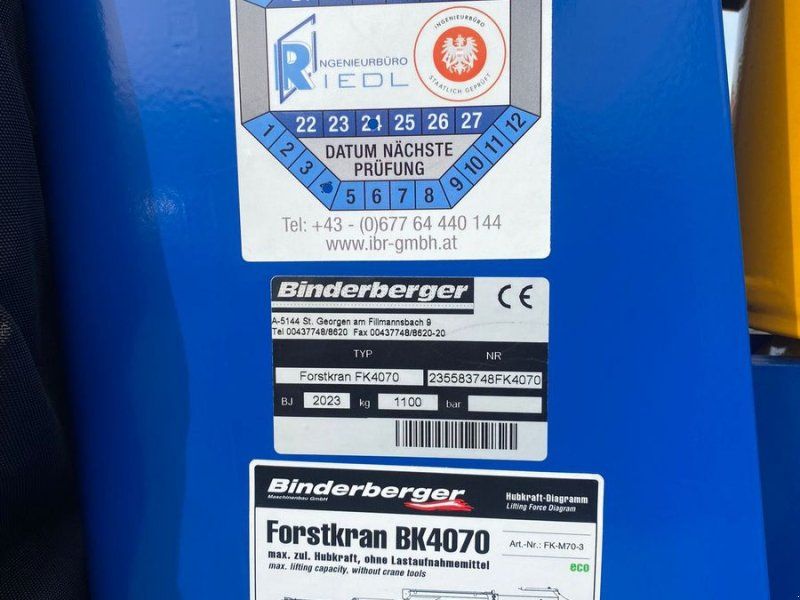 INGENIEURBÜRO
RIEDL
INGENIEURBÜRO
STAATLICH GEPRÜFT
22 23 24 25 26 27
1 2 3 4 5 6 7 8 9 10 11 12
DATUM NÄCHSTE
PRÜFUNG
Tel: +43 - (0)677 64 440 144
www.ibr-gmbh.at
Binderberger CE
A-5144 St. Georgen am Fillmannsbach 9
Tel 00437748/8620 Fax 00437748/8620-20
TYP NR
Forstkran FK4070 235583748FK4070
BJ 2023 kg 1100 bar
Binderberger
Maschinenbau GmbH
Hubkraft-Diagramm
Lifting Force Diagram
Forstkran BK4070
Art.-Nr.: FK-M70-3
max. zul. Hubkraft, ohne Lastaufnahmemittel
max. lifting capacity, without crane tools
eco